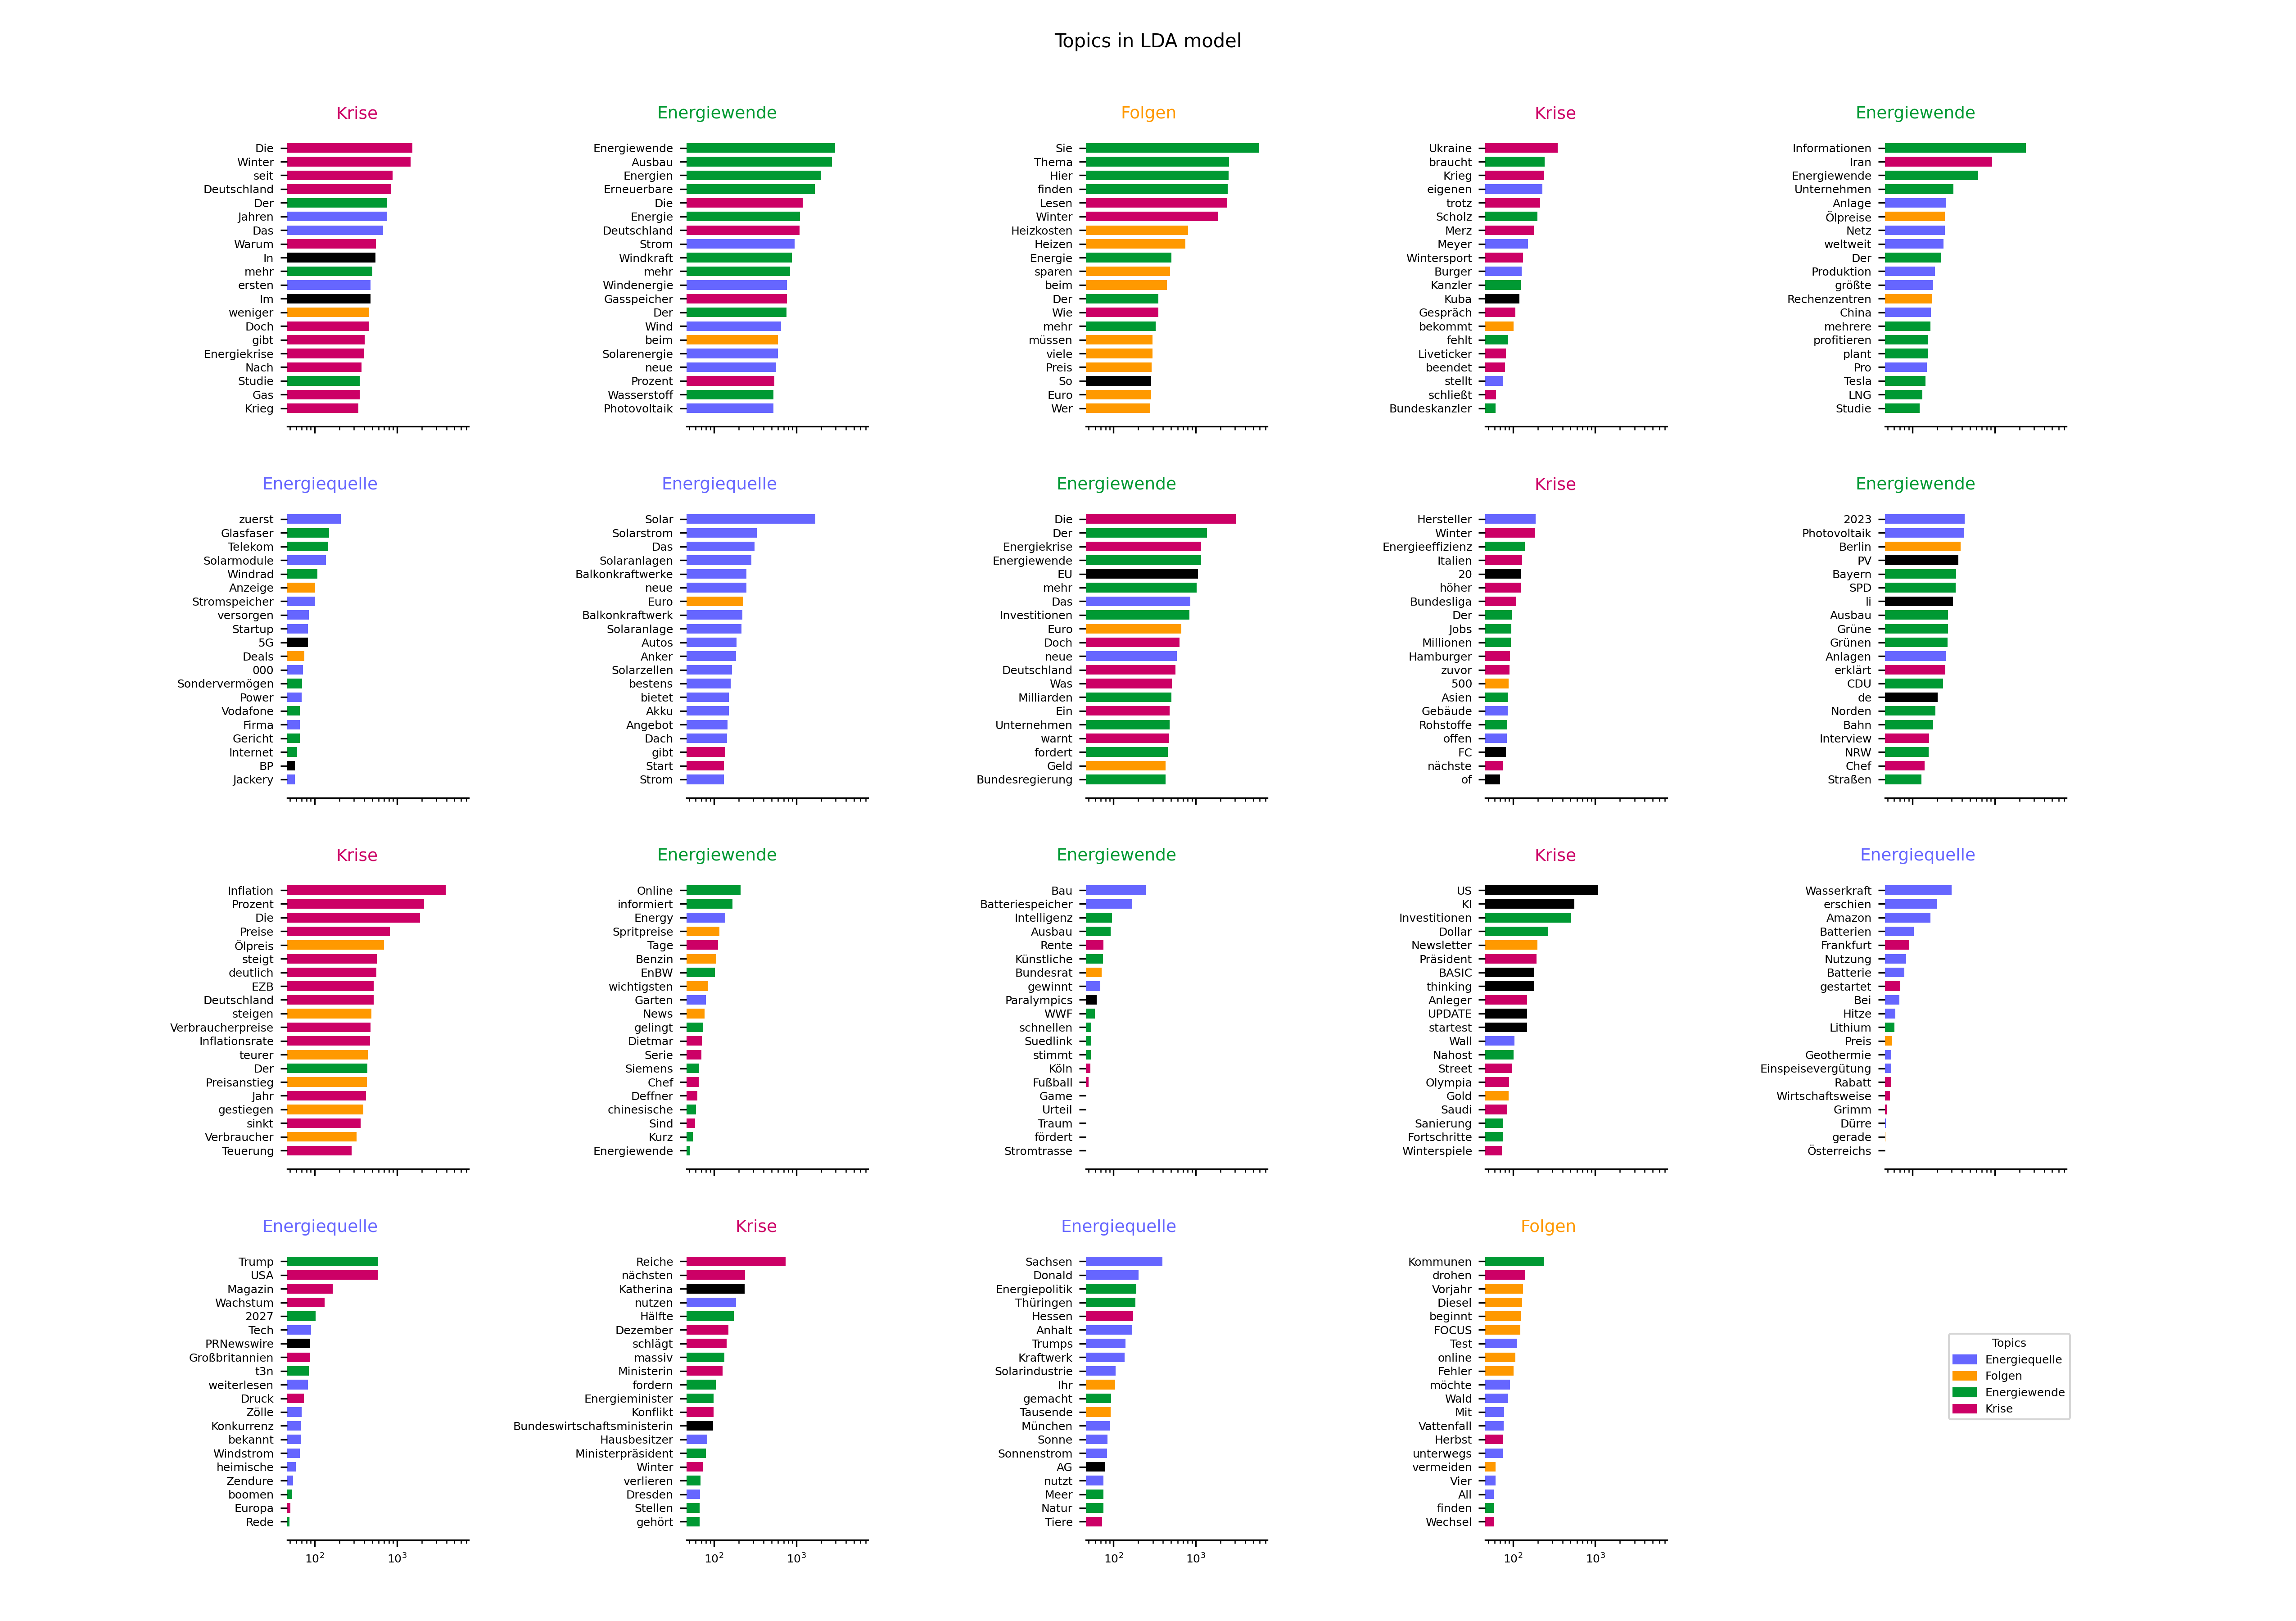 Topics in LDA model
Krise
Die
Winter
seit
Deutschland
Der
Jahren
Das
Warum
In
mehr
ersten
Im
weniger
Doch
gibt
Energiekrise
Nach
Studie
Gas
Krieg
Energiewende
Energiewende
Ausbau
Energien
Erneuerbare
Die
Energie
Deutschland
Strom
Windkraft
mehr
Windenergie
Gasspeicher
Der
Wind
beim
Solarenergie
neue
Prozent
Wasserstoff
Photovoltaik
Folgen
Sie
Thema
Hier
finden
Lesen
Winter
Heizkosten
Heizen
Energie
sparen
beim
Der
Wie
mehr
müssen
viele
Preis
So
Euro
Wer
Krise
Ukraine
braucht
Krieg
eigenen
trotz
Scholz
Merz
Meyer
Wintersport
Burger
Kanzler
Kuba
Gespräch
bekommt
fehlt
Liveticker
beendet
stellt
schließt
Bundeskanzler
Energiewende
Informationen
Iran
Energiewende
Unternehmen
Anlage
Ölpreise
Netz
weltweit
Der
Produktion
größte
Rechenzentren
China
mehrere
profitieren
plant
Pro
Tesla
LNG
Studie
Energiequelle
zuerst
Glasfaser
Telekom
Solarmodule
Windrad
Anzeige
Stromspeicher
versorgen
Startup
5G
Deals
000
Sondervermögen
Power
Vodafone
Firma
Gericht
Internet
BP
Jackery
Energiequelle
Solar
Solarstrom
Das
Solaranlagen
Balkonkraftwerke
neue
Euro
Balkonkraftwerk
Solaranlage
Autos
Anker
Solarzellen
bestens
bietet
Akku
Angebot
Dach
gibt
Start
Strom
Energiewende
Die
Der
Energiekrise
Energiewende
EU
mehr
Das
Investitionen
Euro
Doch
neue
Deutschland
Was
Milliarden
Ein
Unternehmen
warnt
fordert
Geld
Bundesregierung
Krise
Hersteller
Winter
Energieeffizienz
Italien
20
höher
Bundesliga
Der
Jobs
Millionen
Hamburger
zuvor
500
Asien
Gebäude
Rohstoffe
offen
FC
nächste
of
Energiewende
2023
Photovoltaik
Berlin
PV
Bayern
SPD
li
Ausbau
Grüne
Grünen
Anlagen
erklärt
CDU
de
Norden
Bahn
Interview
NRW
Chef
Straßen
Krise
Inflation
Prozent
Die
Preise
Ölpreis
steigt
deutlich
EZB
Deutschland
steigen
Verbraucherpreise
Inflationsrate
teurer
Der
Preisanstieg
Jahr
gestiegen
sinkt
Verbraucher
Teuerung
Energiewende
Online
informiert
Energy
Spritpreise
Tage
Benzin
EnBW
wichtigsten
Garten
News
gelingt
Dietmar
Serie
Siemens
Chef
Deffner
chinesische
Sind
Kurz
Energiewende
Energiewende
Bau
Batteriespeicher
Intelligenz
Ausbau
Rente
Künstliche
Bundesrat
gewinnt
Paralympics
WWF
schnellen
Suedlink
stimmt
Köln
Fußball
Game
Urteil
Traum
fördert
Stromtrasse
Krise
US
KI
Investitionen
Dollar
Newsletter
Präsident
BASIC
thinking
Anleger
UPDATE
startest
Wall
Nahost
Street
Olympia
Gold
Saudi
Sanierung
Fortschritte
Winterspiele
Energiequelle
Wasserkraft
erschien
Amazon
Batterien
Frankfurt
Nutzung
Batterie
gestartet
Bei
Hitze
Lithium
Preis
Geothermie
Einspeisevergütung
Rabatt
Wirtschaftsweise
Grimm
Dürre
gerade
Österreichs
Energiequelle
Trump
USA
Magazin
Wachstum
2027
Tech
PRNewswire
Großbritannien
t3n
weiterlesen
Druck
Zölle
Konkurrenz
bekannt
Windstrom
heimische
Zendure
boomen
Europa
Rede
10² 10³
Krise
Reiche
nächsten
Katherina
nutzen
Hälfte
Dezember
schlägt
massiv
Ministerin
fordern
Energieminister
Konflikt
Bundeswirtschaftsministerin
Hausbesitzer
Ministerpräsident
Winter
verlieren
Dresden
Stellen
gehört
10² 10³
Energiequelle
Sachsen
Donald
Energiepolitik
Thüringen
Hessen
Anhalt
Trumps
Kraftwerk
Solarindustrie
Ihr
gemacht
Tausende
München
Sonne
Sonnenstrom
AG
nutzt
Meer
Natur
Tiere
10² 10³
Folgen
Kommunen
drohen
Vorjahr
Diesel
beginnt
FOCUS
Test
online
Fehler
möchte
Wald
Mit
Vattenfall
Herbst
unterwegs
vermeiden
Vier
All
finden
Wechsel
10² 10³
Topics
Energiequelle
Folgen
Energiewende
Krise